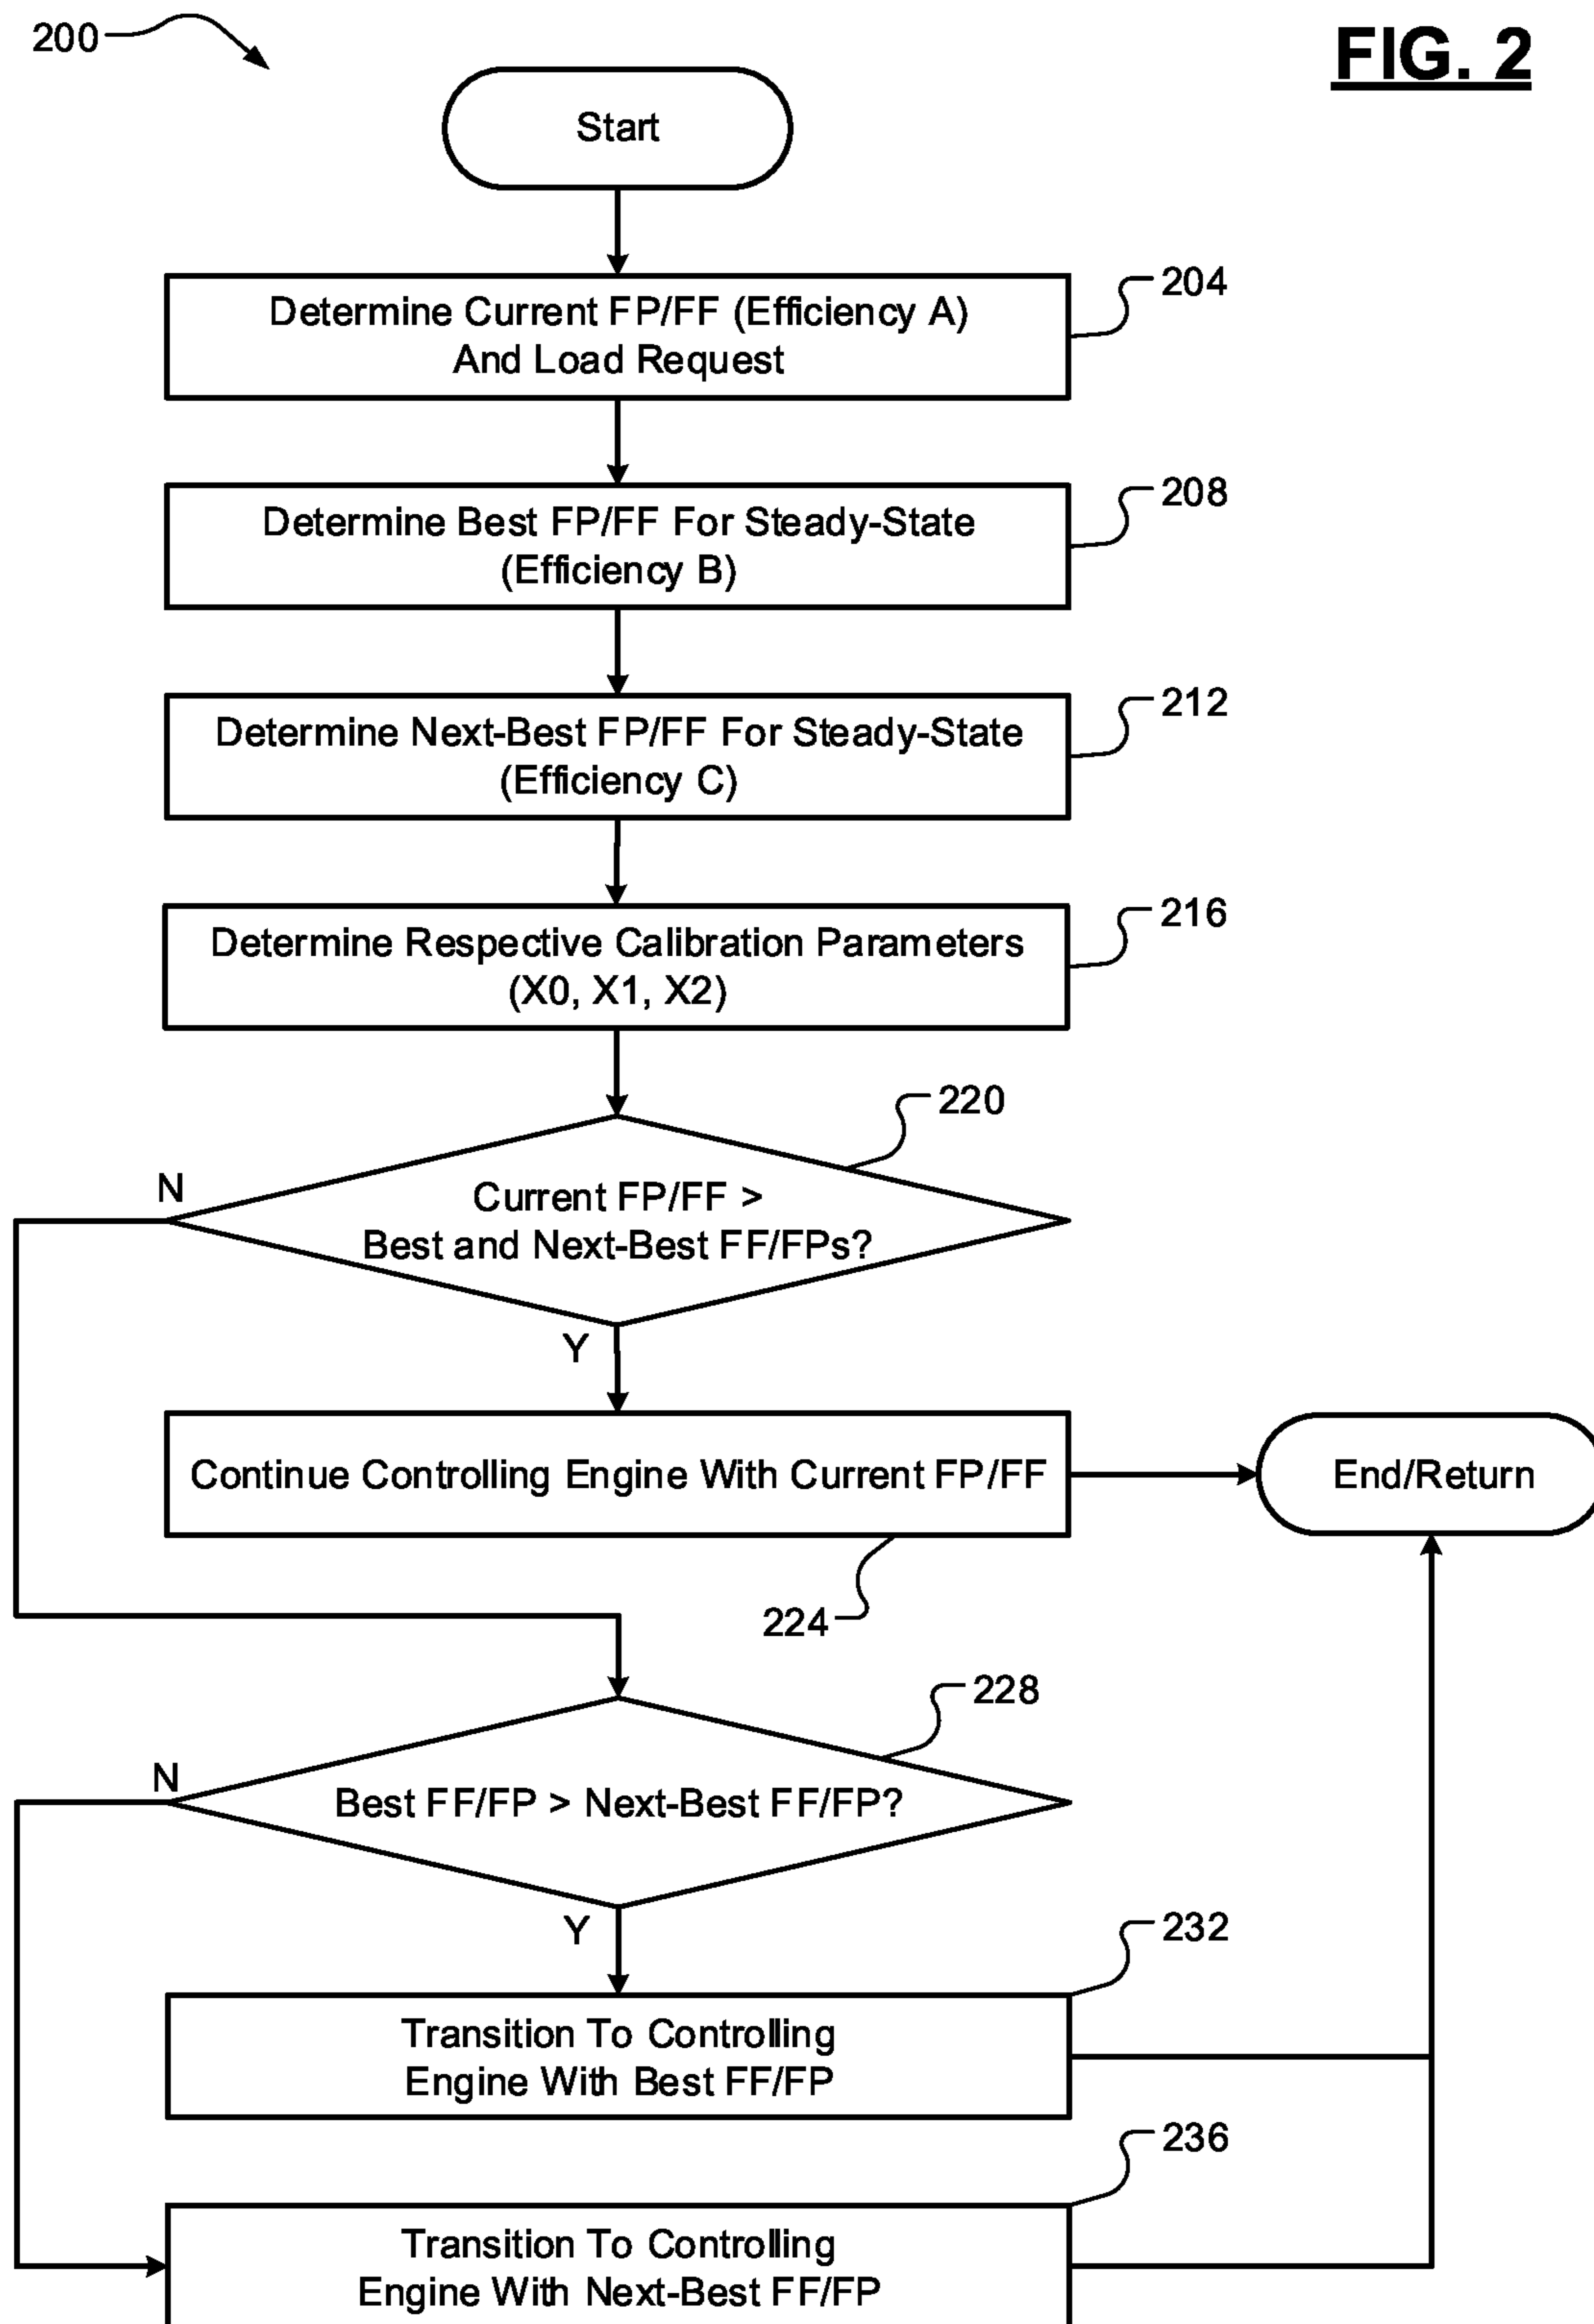 200
FIG. 2
Start
Determine Current FP/FF (Efficiency A)
And Load Request
204
Determine Best FP/FF For Steady-State
(Efficiency B)
208
Determine Next-Best FP/FF For Steady-State
(Efficiency C)
212
Determine Respective Calibration Parameters
(X0, X1, X2)
216
220
N
Current FP/FF >
Best and Next-Best FF/FPs?
Y
Continue Controlling Engine With Current FP/FF
End/Return
224
228
N
Best FF/FP > Next-Best FF/FP?
Y
232
Transition To Controlling
Engine With Best FF/FP
236
Transition To Controlling
Engine With Next-Best FF/FP